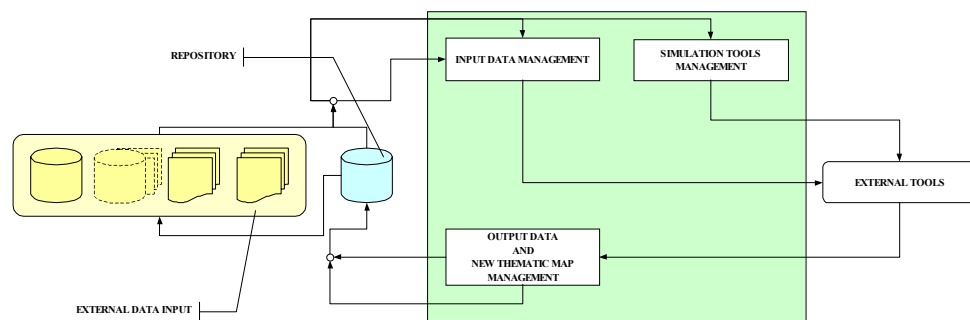 REPOSITORY
INPUT DATA MANAGEMENT
SIMULATION TOOLS
MANAGEMENT
EXTERNAL TOOLS
OUTPUT DATA
AND
NEW THEMATIC MAP
MANAGEMENT
EXTERNAL DATA INPUT